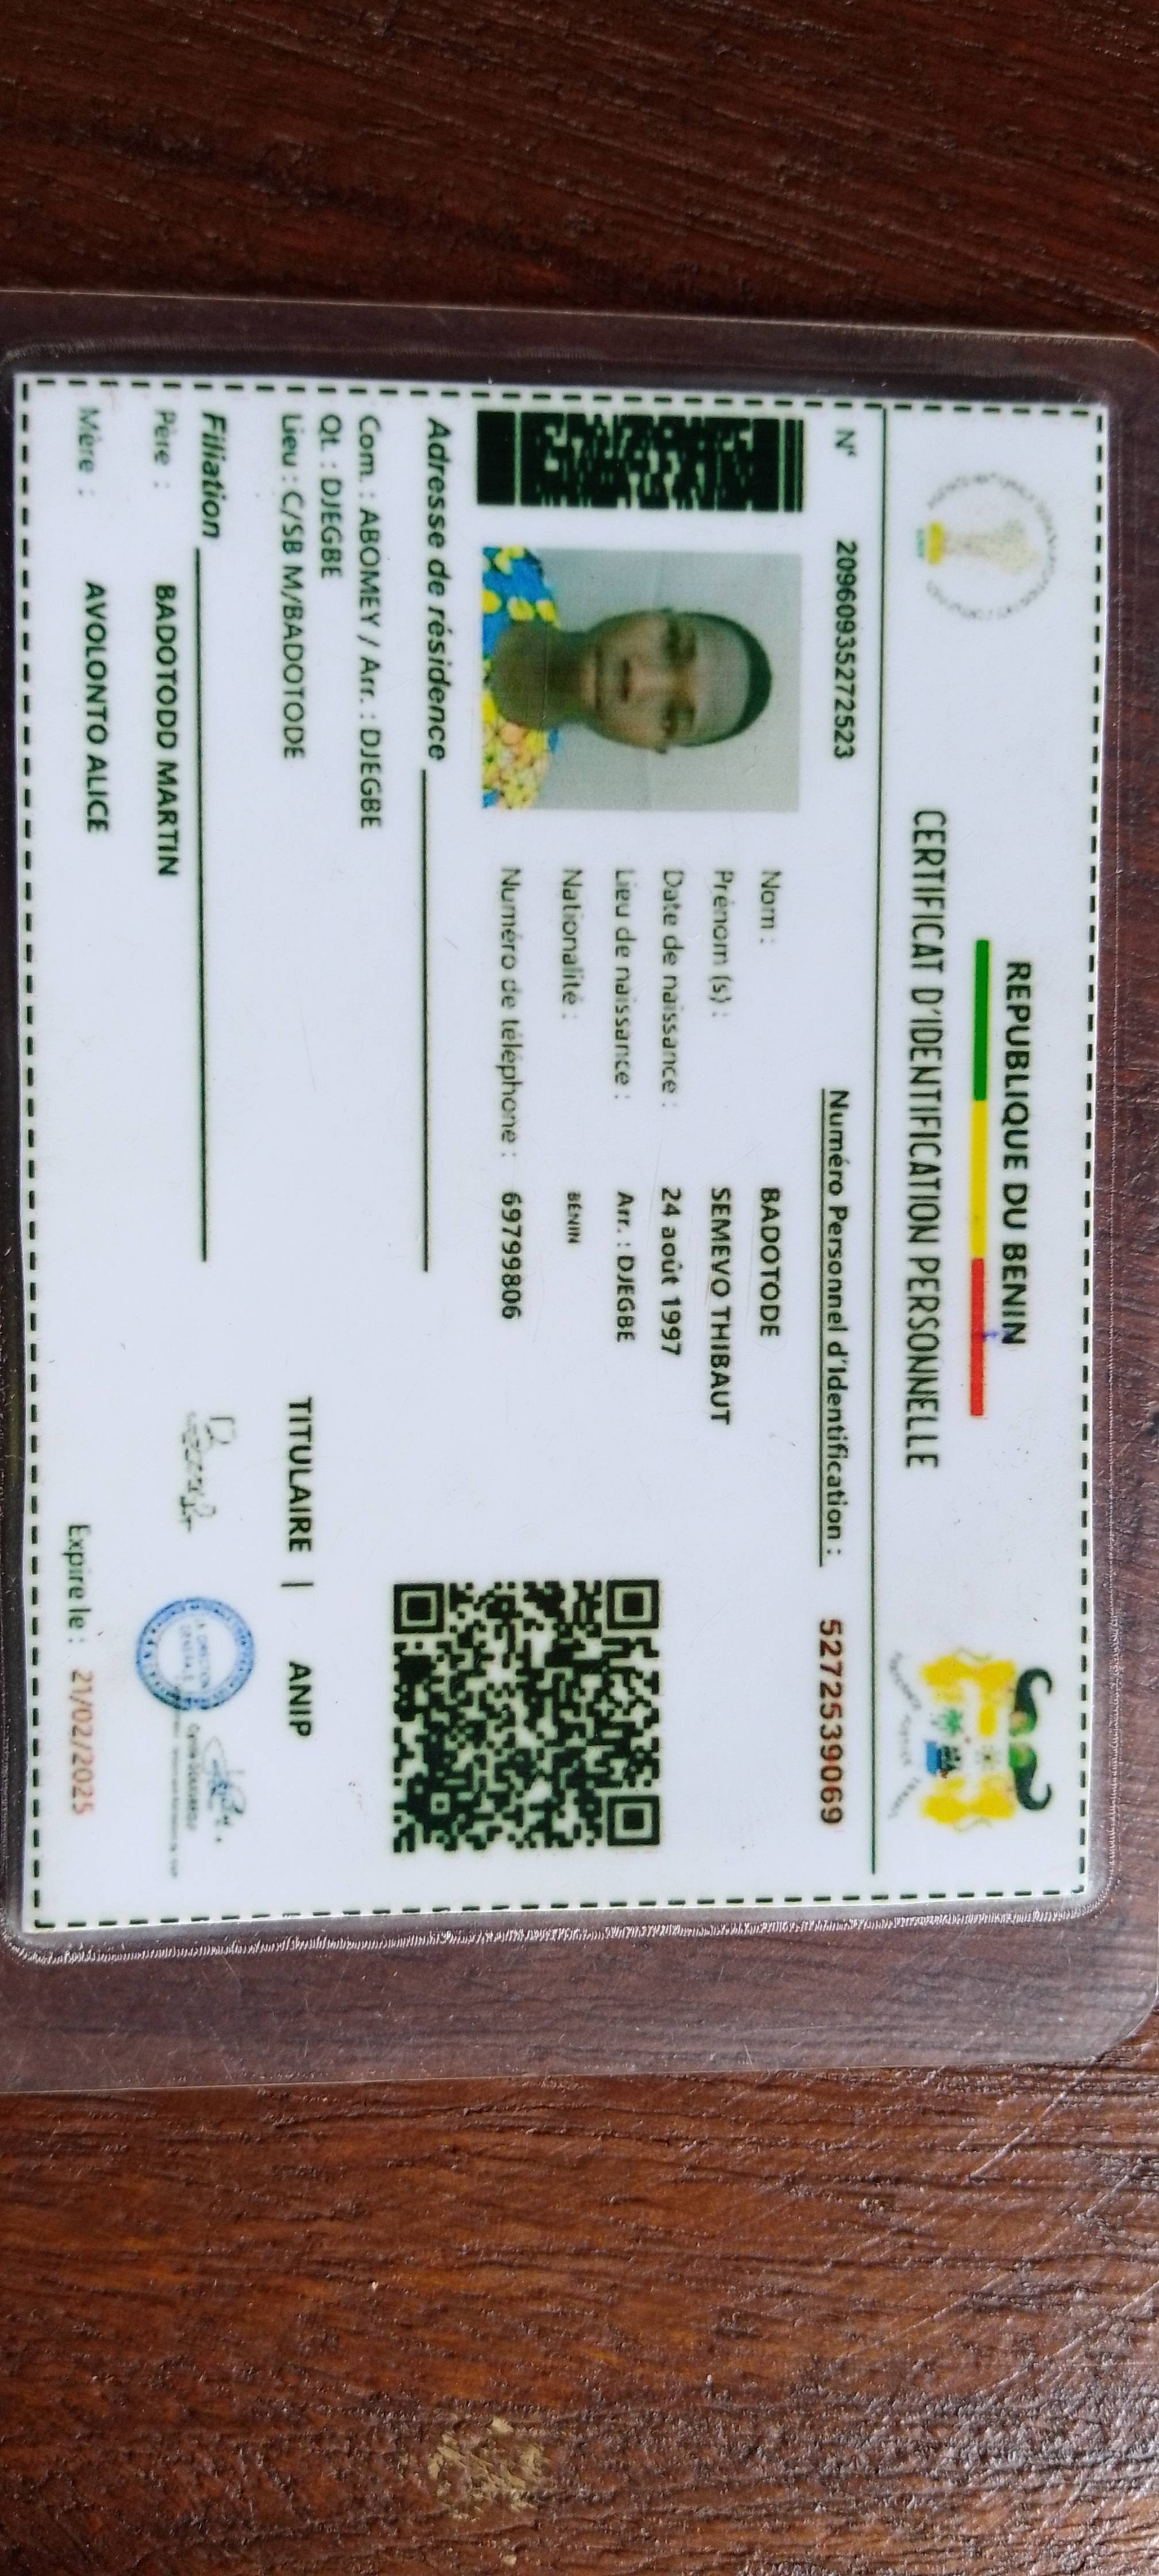 REPUBLIQUE DU BENIN
CERTIFICAT D'IDENTIFICATION PERSONNELLE
N° 20960935272523 Numéro Personnel d'Identification : 5272539069
Nom : BADOTODE
Prénom (s) : SEMEVO THIBAUT
Date de naissance : 24 août 1997
Lieu de naissance : Arr. : DJEGBE
Nationalité : BENIN
Numéro de téléphone : 69799806
Adresse de résidence
Com. : ABOMEY / Arr. : DJEGBE
Qt. : DJEGBE
Lieu : C/SB M/BADOTODE
TITULAIRE | ANIP
Filiation
Père : BADOTODD MARTIN
Mère : AVOLONTO ALICE
Expire le : 21/02/2025